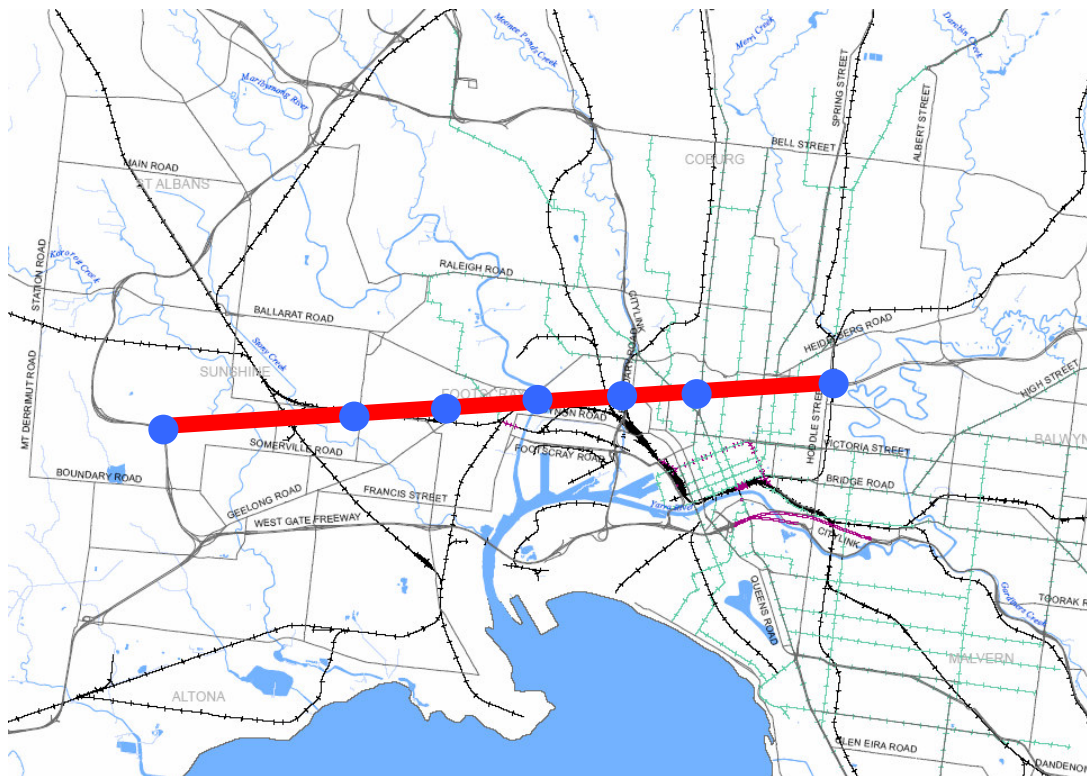 Moonee Ponds Creek
Merri Creek
Darebin Creek
Maribyrnong River
SPRING STREET
ALBERT STREET
BELL STREET
COBURG
MAIN ROAD
ST ALBANS
Kororoit Creek
STATION ROAD
RALEIGH ROAD
CITYLINK
BALLARAT ROAD
HEIDELBERG ROAD
Stony Creek
SUNSHINE
HIGH STREET
MT DERRIMUT ROAD
FOOTSCRAY
ROAD
HODDLE STREET
BALWYN
SOMERVILLE ROAD
FOOTSCRAY ROAD
VICTORIA STREET
BOUNDARY ROAD
GEELONG ROAD
FRANCIS STREET
BRIDGE ROAD
Yarra River
WEST GATE FREEWAY
CITYLINK
QUEENS ROAD
Gardiners Creek
TOORAK R
MALVERN
ALTONA
GLEN EIRA ROAD
DANDENON